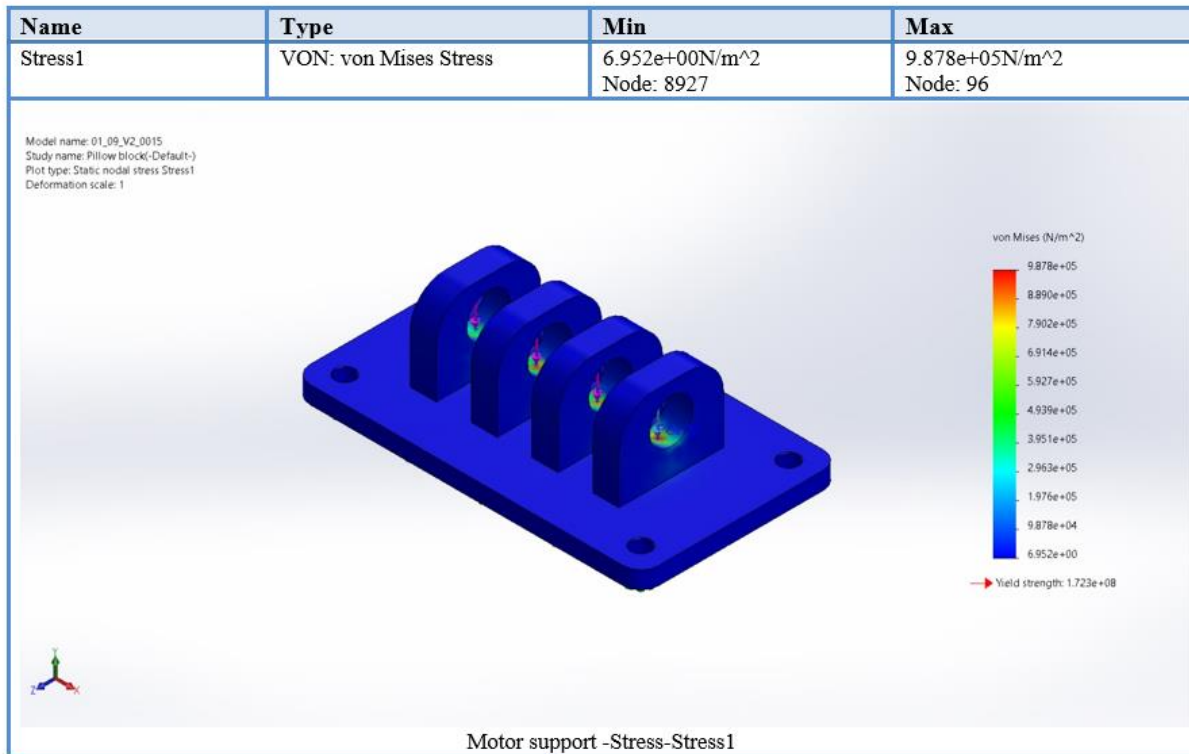 Name Type Min Max
Stress1 VON: von Mises Stress 6.952e+00N/m^2 9.878e+05N/m^2
Node: 8927 Node: 96
Model name: 01_09_V2_0015
Study name: Pillow block(-Default-)
Plot type: Static nodal stress Stress1
Deformation scale: 1
von Mises (N/m^2)
9.878e+05
8.890e+05
7.902e+05
6.914e+05
5.927e+05
4.939e+05
3.951e+05
2.963e+05
1.976e+05
9.878e+04
6.952e+00
Yield strength: 1.723e+08
Y
Z X
Motor support -Stress-Stress1